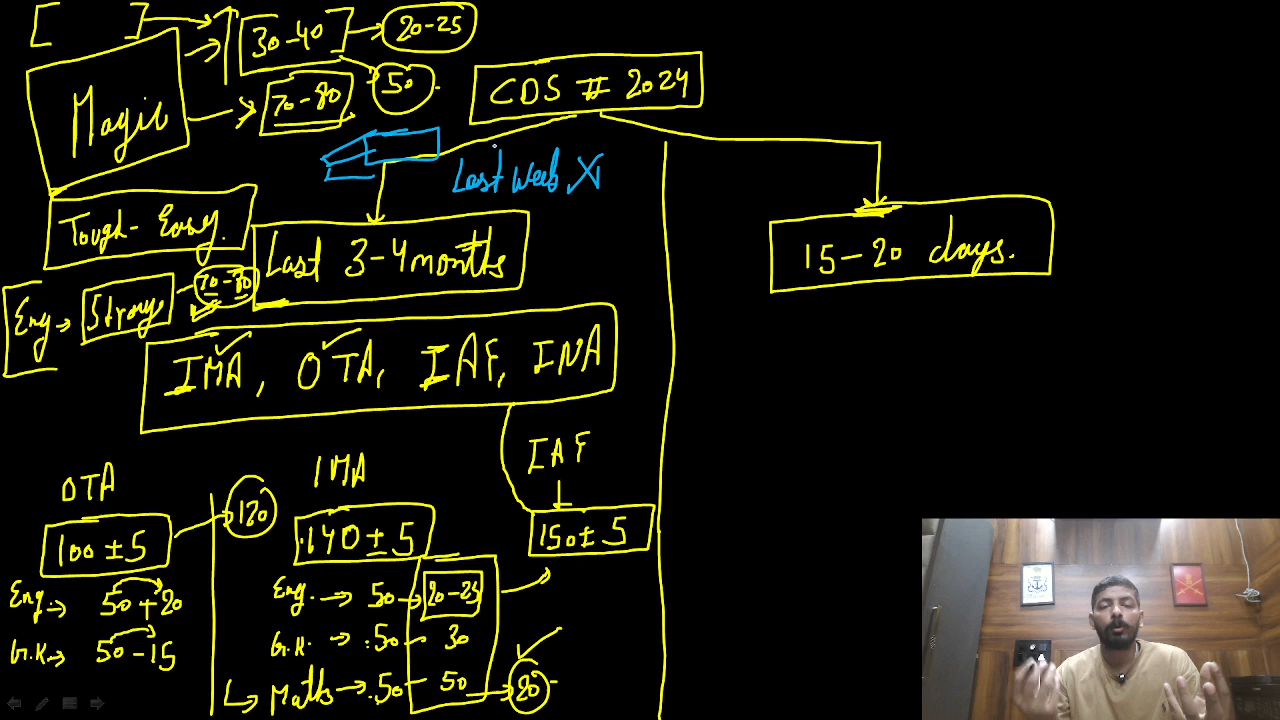 [ ] 30-40] 20-25
Magic
70-80
50.
CDS # 2024
Last week X
Tough- Easy.
Last 3-4 months
15-20 days.
Eng → Strong 70-80
IMA, OTA, IAF, INA
IAF
OTA
IMA
120
100 ± 5
140 ± 5
150 ± 5
Eng. → 50 + 20
G.K → 50 - 15
Eng. → 50 → 20-25
G.K. → 50 - 30
Maths → 50 - 50 → 20